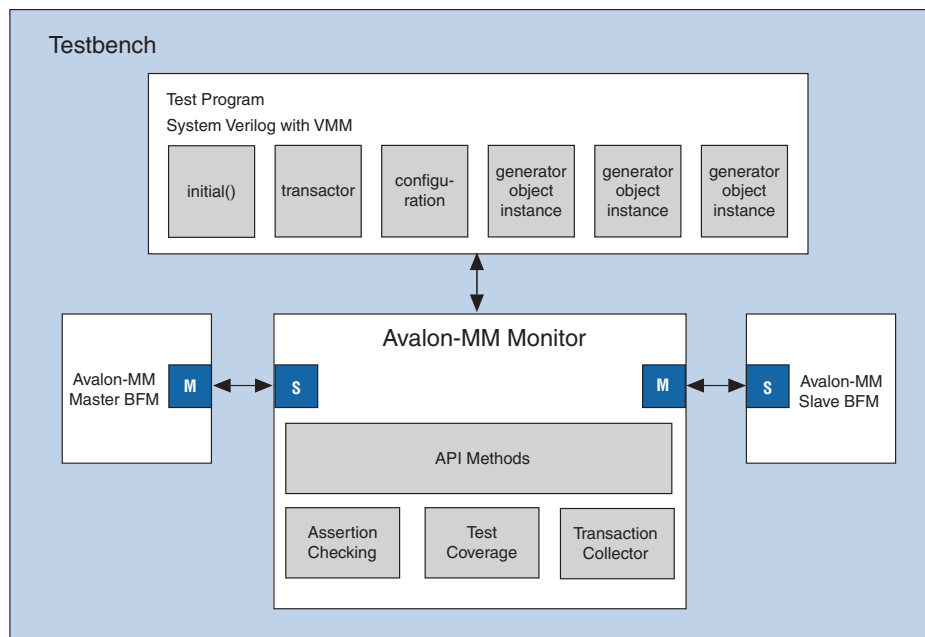 Testbench
Test Program
System Verilog with VMM
initial()
transactor
configu-
ration
generator
object
instance
generator
object
instance
generator
object
instance
Avalon-MM Monitor
Avalon-MM
Master BFM
M
S
M
S
Avalon-MM
Slave BFM
API Methods
Assertion
Checking
Test
Coverage
Transaction
Collector